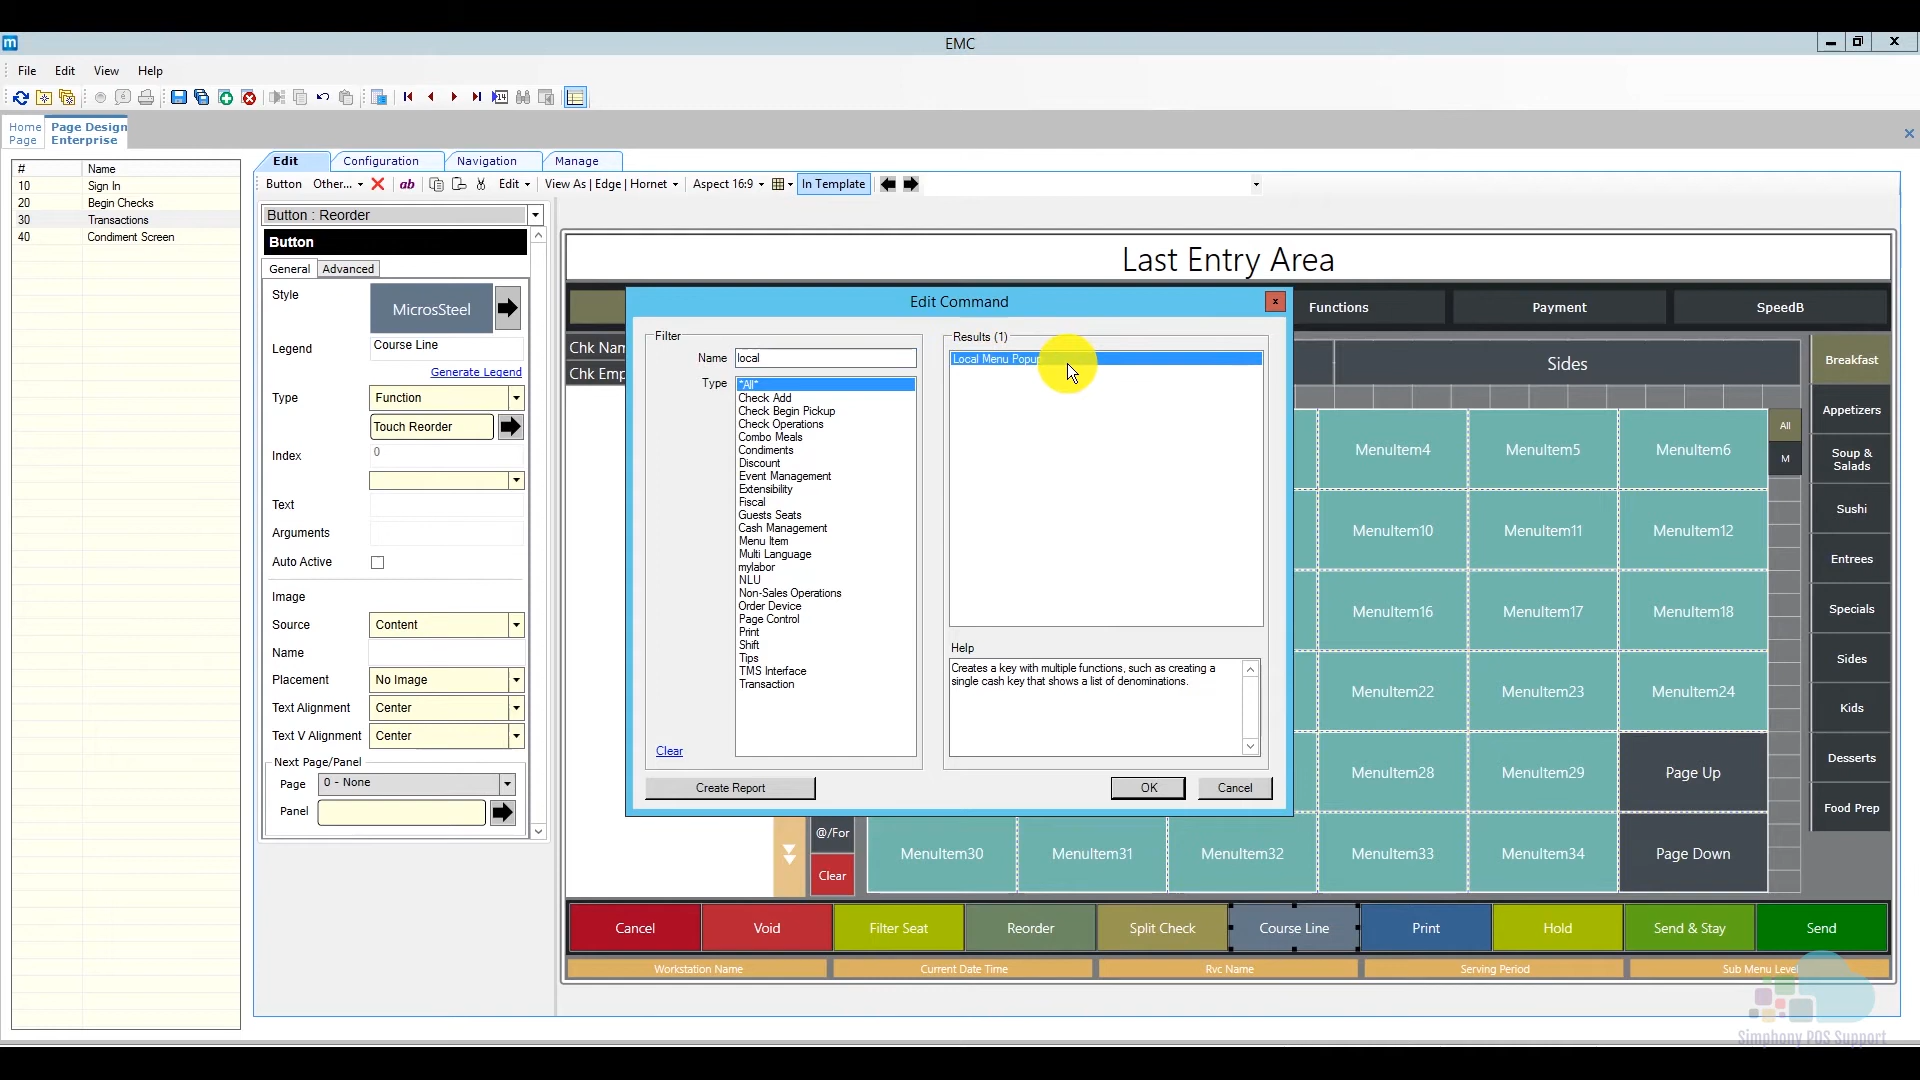 m
EMC
File
Edit
View
Help
Home
Page
Page Design
Enterprise
#
Name
10
Sign In
20
Begin Checks
30
Transactions
40
Condiment Screen
Edit
Configuration
Navigation
Manage
Button
Other...
ab
Edit
View As | Edge | Hornet
Aspect 16:9
In Template
Button : Reorder
Button
General
Advanced
Style
MicrosSteel
Legend
Course Line
Generate Legend
Type
Function
Touch Reorder
Index
0
Text
Arguments
Auto Active
Image
Source
Content
Name
Placement
No Image
Text Alignment
Center
Text V Alignment
Center
Next Page/Panel
Page
0 - None
Panel
Last Entry Area
Functions
Payment
SpeedB
Chk Nam
Chk Emp
Sides
Edit Command
Filter
Name
local
Type
*All*
Check Add
Check Begin Pickup
Check Operations
Combo Meals
Condiments
Discount
Event Management
Extensibility
Fiscal
Guests Seats
Cash Management
Menu Item
Multi Language
mylabor
NLU
Non-Sales Operations
Order Device
Page Control
Print
Shift
Tips
TMS Interface
Transaction
Clear
Create Report
Results (1)
Local Menu Popup
Help
Creates a key with multiple functions, such as creating a
single cash key that shows a list of denominations.
OK
Cancel
MenuItem4
MenuItem5
MenuItem6
MenuItem10
MenuItem11
MenuItem12
MenuItem16
MenuItem17
MenuItem18
MenuItem22
MenuItem23
MenuItem24
MenuItem28
MenuItem29
Page Up
@/For
Clear
MenuItem30
MenuItem31
MenuItem32
MenuItem33
MenuItem34
Page Down
All
M
Breakfast
Appetizers
Soup &
Salads
Sushi
Entrees
Specials
Sides
Kids
Desserts
Food Prep
Cancel
Void
Filter Seat
Reorder
Split Check
Course Line
Print
Hold
Send & Stay
Send
Workstation Name
Current Date Time
Rvc Name
Serving Period
Sub Menu Level
Simphony POS Support